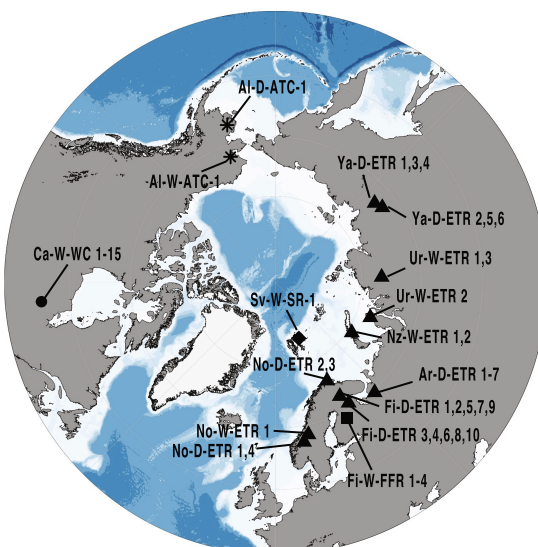 Al-D-ATC-1
Al-W-ATC-1
Ya-D-ETR 1,3,4
Ya-D-ETR 2,5,6
Ca-W-WC 1-15
Ur-W-ETR 1,3
Ur-W-ETR 2
Sv-W-SR-1
Nz-W-ETR 1,2
No-D-ETR 2,3
Ar-D-ETR 1-7
Fi-D-ETR 1,2,5,7,9
No-W-ETR 1
Fi-D-ETR 3,4,6,8,10
No-D-ETR 1,4
Fi-W-FFR 1-4